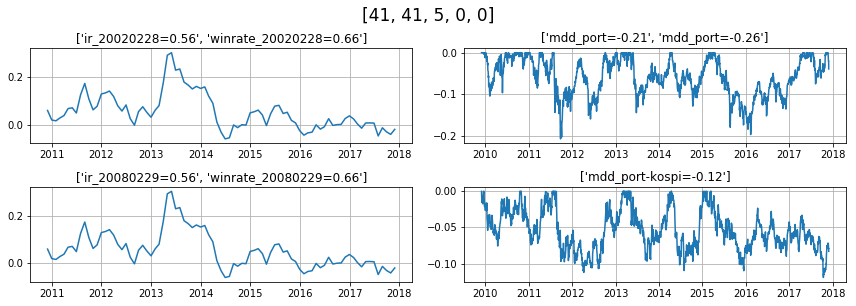 [41, 41, 5, 0, 0]
['ir_20020228=0.56', 'winrate_20020228=0.66']
0.2
0.0
2011 2012 2013 2014 2015 2016 2017 2018
['mdd_port=-0.21', 'mdd_port=-0.26']
0.0
−0.1
−0.2
2010 2011 2012 2013 2014 2015 2016 2017 2018
['ir_20080229=0.56', 'winrate_20080229=0.66']
0.2
0.0
2011 2012 2013 2014 2015 2016 2017 2018
['mdd_port-kospi=-0.12']
0.00
−0.05
−0.10
2010 2011 2012 2013 2014 2015 2016 2017 2018